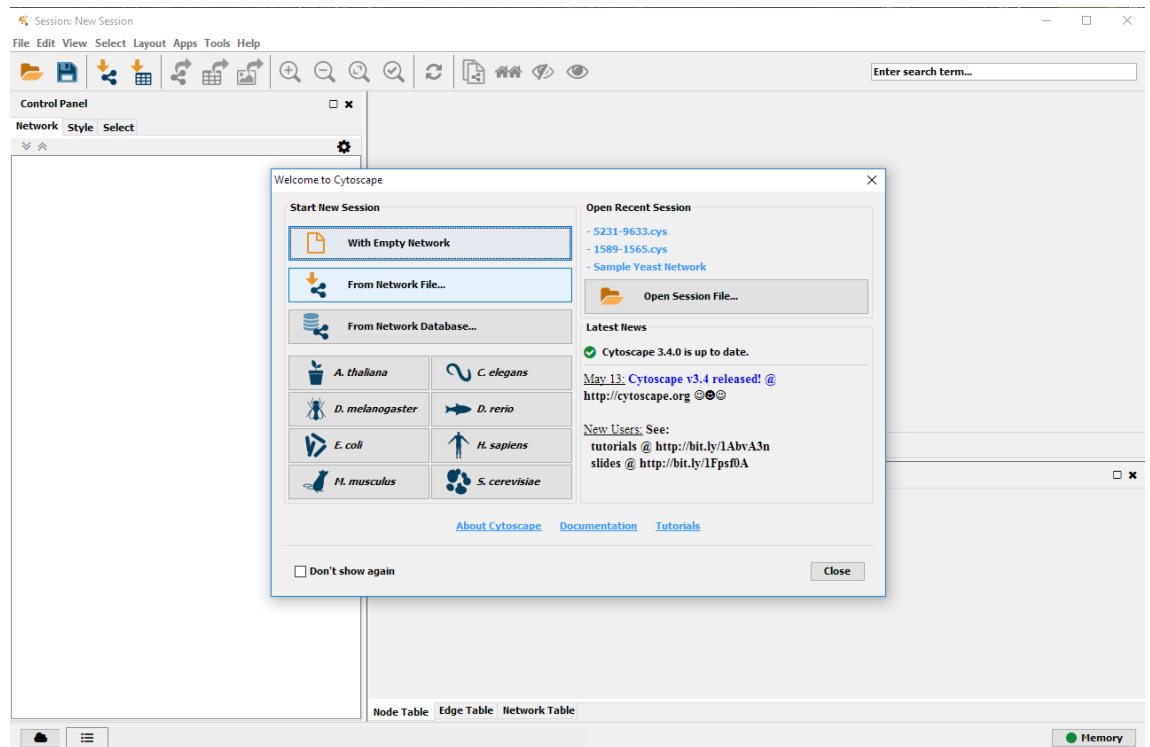 Session: New Session
File Edit View Select Layout Apps Tools Help
Enter search term...
Control Panel
Network Style Select
Welcome to Cytoscape
Start New Session
With Empty Network
From Network File...
From Network Database...
A. thaliana
C. elegans
D. melanogaster
D. rerio
E. coli
H. sapiens
M. musculus
S. cerevisiae
Open Recent Session
- 5231-9633.cys
- 1589-1565.cys
- Sample Yeast Network
Open Session File...
Latest News
Cytoscape 3.4.0 is up to date.
May 13: Cytoscape v3.4 released! @
http://cytoscape.org ☺☻☺
New Users: See:
tutorials @ http://bit.ly/1AbvA3n
slides @ http://bit.ly/1Fpsf0A
About Cytoscape Documentation Tutorials
Don't show again
Close
Node Table Edge Table Network Table
Memory